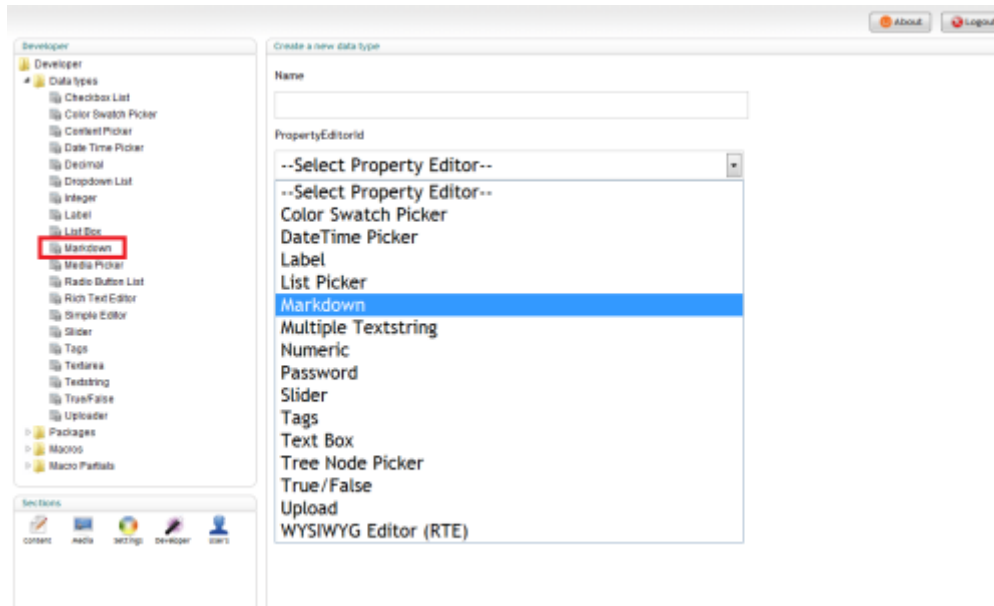 About
Logout
Developer
Developer
Data types
Checkbox List
Color Swatch Picker
Content Picker
Date Time Picker
Decimal
Dropdown List
Integer
Label
List Box
Markdown
Media Picker
Radio Button List
Rich Text Editor
Simple Editor
Slider
Tags
Textarea
Textstring
True/False
Uploader
Packages
Macros
Macro Partials
Sections
Content
Media
Settings
Developer
Users
Create a new data type
Name
PropertyEditorId
--Select Property Editor--
--Select Property Editor--
Color Swatch Picker
DateTime Picker
Label
List Picker
Markdown
Multiple Textstring
Numeric
Password
Slider
Tags
Text Box
Tree Node Picker
True/False
Upload
WYSIWYG Editor (RTE)